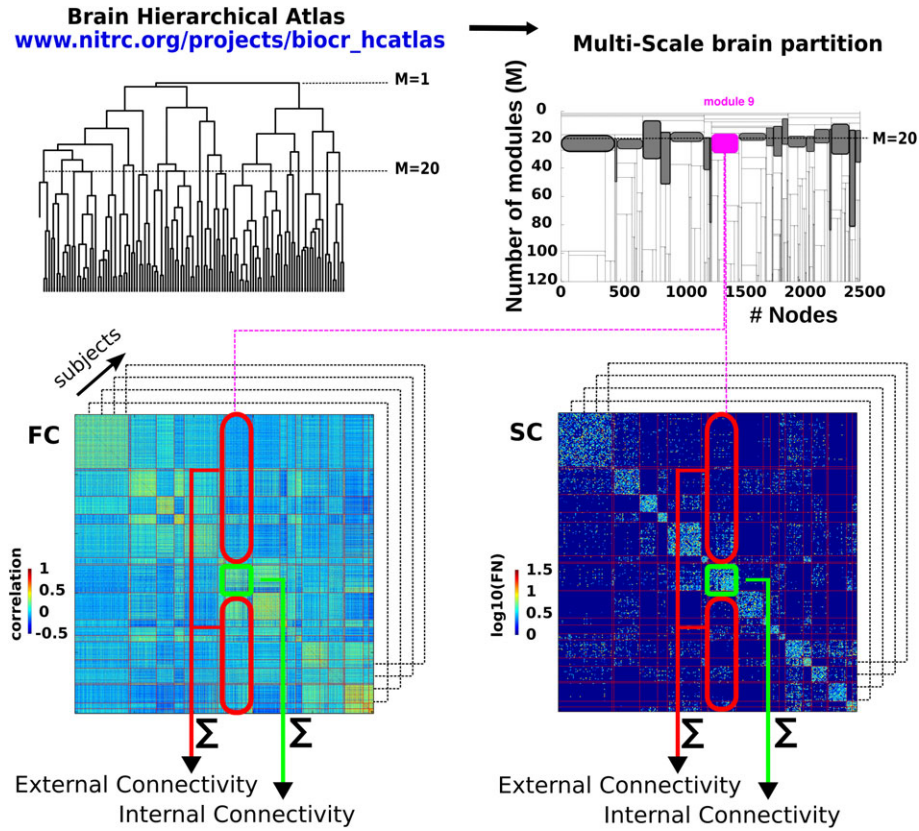 Brain Hierarchical Atlas
www.nitrc.org/projects/biocr_hcatlas
Multi-Scale brain partition
M=1
M=20
module 9
Number of modules (M)
0
20
40
60
80
100
120
M=20
0
500
1000
1400
2000
2500
# Nodes
subjects
FC
correlation
1
0.5
0
-0.5
Σ
Σ
External Connectivity
Internal Connectivity
SC
log10(FN)
1.5
1
0.5
0
Σ
Σ
External Connectivity
Internal Connectivity